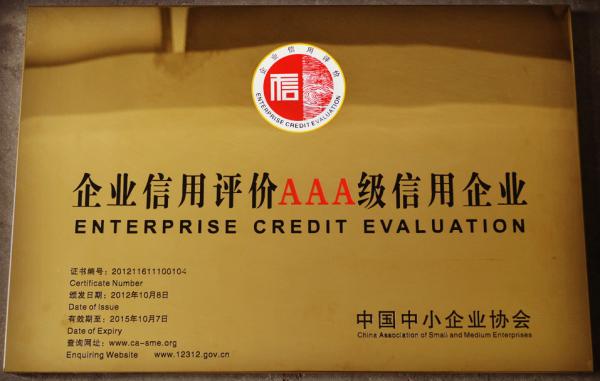 企业信用评价
信
ENTERPRISE CREDIT EVALUATION
企业信用评价AAA级信用企业
ENTERPRISE CREDIT EVALUATION
证书编号：201211611100104
Certificate Number
颁发日期：2012年10月8日
Date of Issue
有效期至：2015年10月7日
Date of Expiry
查询网址：www.ca-sme.org
Enquiring Website www.12312.gov.cn
中国中小企业协会
China Association of Small and Medium Enterprises